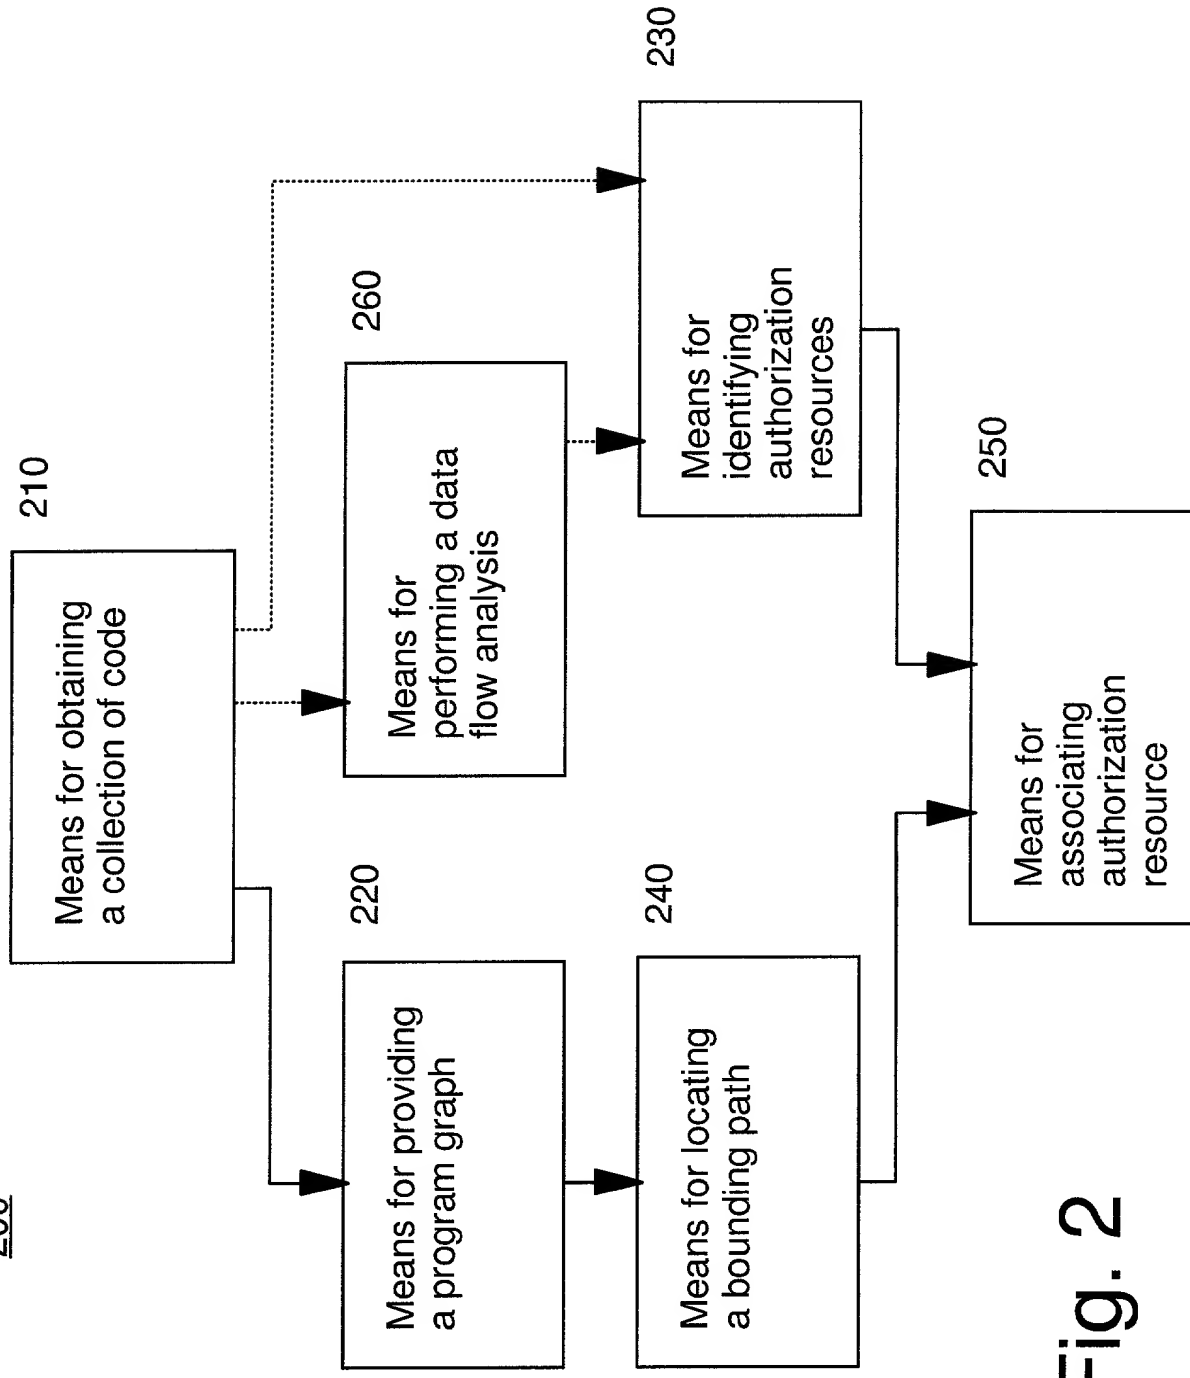 210
Means for obtaining
a collection of code
260
Means for
performing a data
flow analysis
230
Means for
identifying
authorization
resources
220
Means for providing
a program graph
240
Means for locating
a bounding path
250
Means for
associating
authorization
resource
Fig. 2